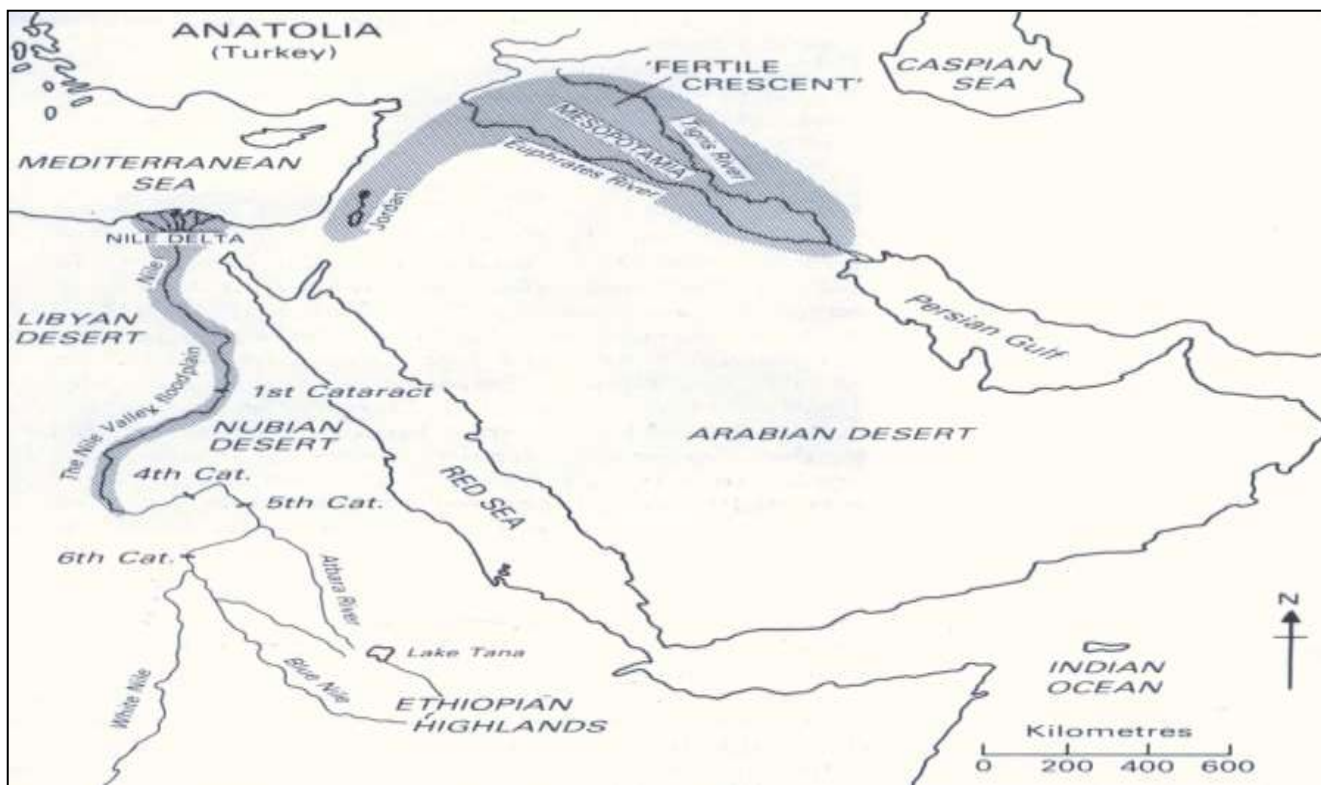 ANATOLIA
(Turkey)
'FERTILE
CRESCENT'
CASPIAN
SEA
MESOPOYAMIA
Tigris River
Euphrates River
MEDITERRANEAN
SEA
Jordan
NILE DELTA
Nile
LIBYAN
DESERT
Persian Gulf
The Nile Valley floodplain
1st Cataract
NUBIAN
DESERT
ARABIAN DESERT
4th Cat.
5th Cat.
RED SEA
6th Cat.
Atbara River
Lake Tana
Blue Nile
White Nile
ETHIOPIAN
HIGHLANDS
N
INDIAN
OCEAN
Kilometres
0 200 400 600